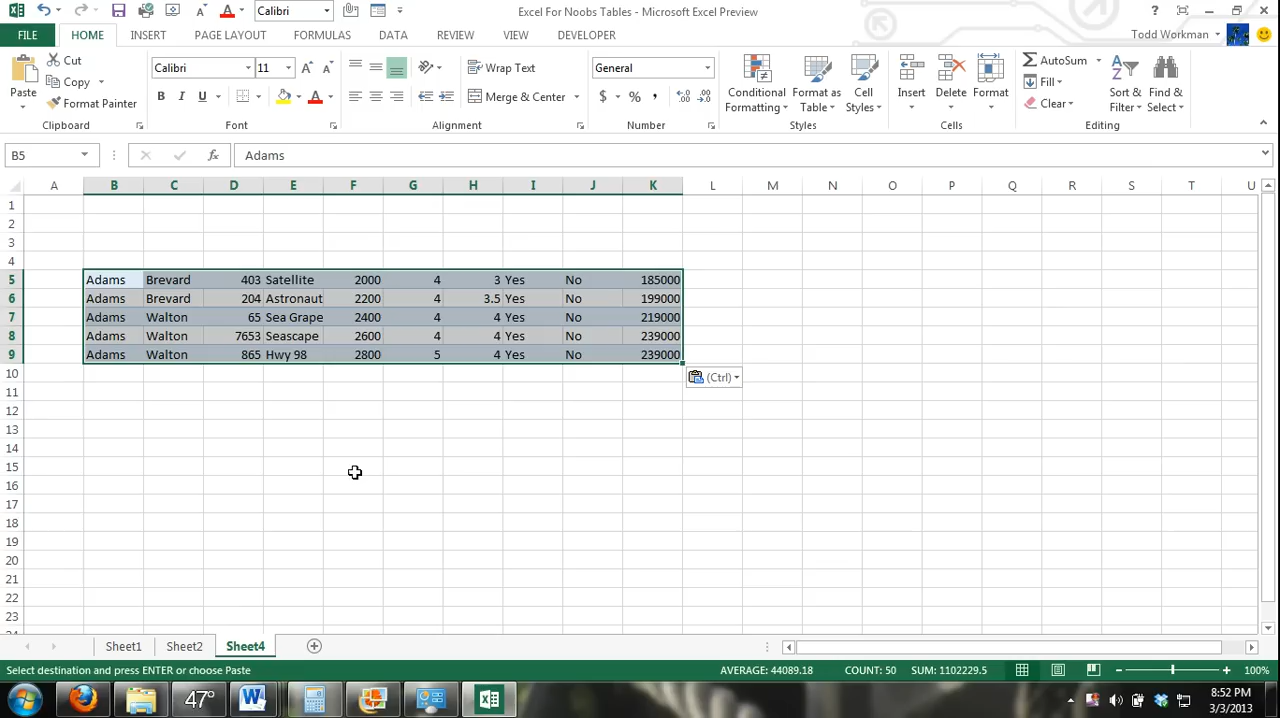 Calibri
Excel For Noobs Tables - Microsoft Excel Preview
?
FILE HOME INSERT PAGE LAYOUT FORMULAS DATA REVIEW VIEW DEVELOPER
Todd Workman
Paste
Cut
Copy
Format Painter
Clipboard
Calibri 11
B I U
Font
Wrap Text
Merge & Center
Alignment
General
$ % ,
Number
Conditional Formatting
Format as Table
Cell Styles
Styles
Insert Delete Format
Cells
AutoSum
Fill
Clear
Sort & Filter
Find & Select
Editing
B5 fx Adams
A B C D E F G H I J K L M N O P Q R S T U
1
2
3
4
5 Adams Brevard 403 Satellite 2000 4 3 Yes No 185000
6 Adams Brevard 204 Astronaut 2200 4 3.5 Yes No 199000
7 Adams Walton 65 Sea Grape 2400 4 4 Yes No 219000
8 Adams Walton 7653 Seascape 2600 4 4 Yes No 239000
9 Adams Walton 865 Hwy 98 2800 5 4 Yes No 239000
10 (Ctrl)
11
12
13
14
15
16
17
18
19
20
21
22
23
Sheet1 Sheet2 Sheet4
Select destination and press ENTER or choose Paste AVERAGE: 44089.18 COUNT: 50 SUM: 1102229.5 100%
47°
8:52 PM
3/3/2013